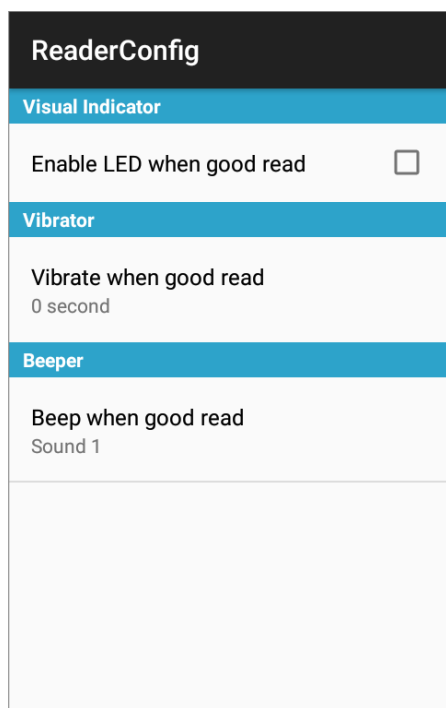 ReaderConfig
Visual Indicator
Enable LED when good read
Vibrator
Vibrate when good read
0 second
Beeper
Beep when good read
Sound 1